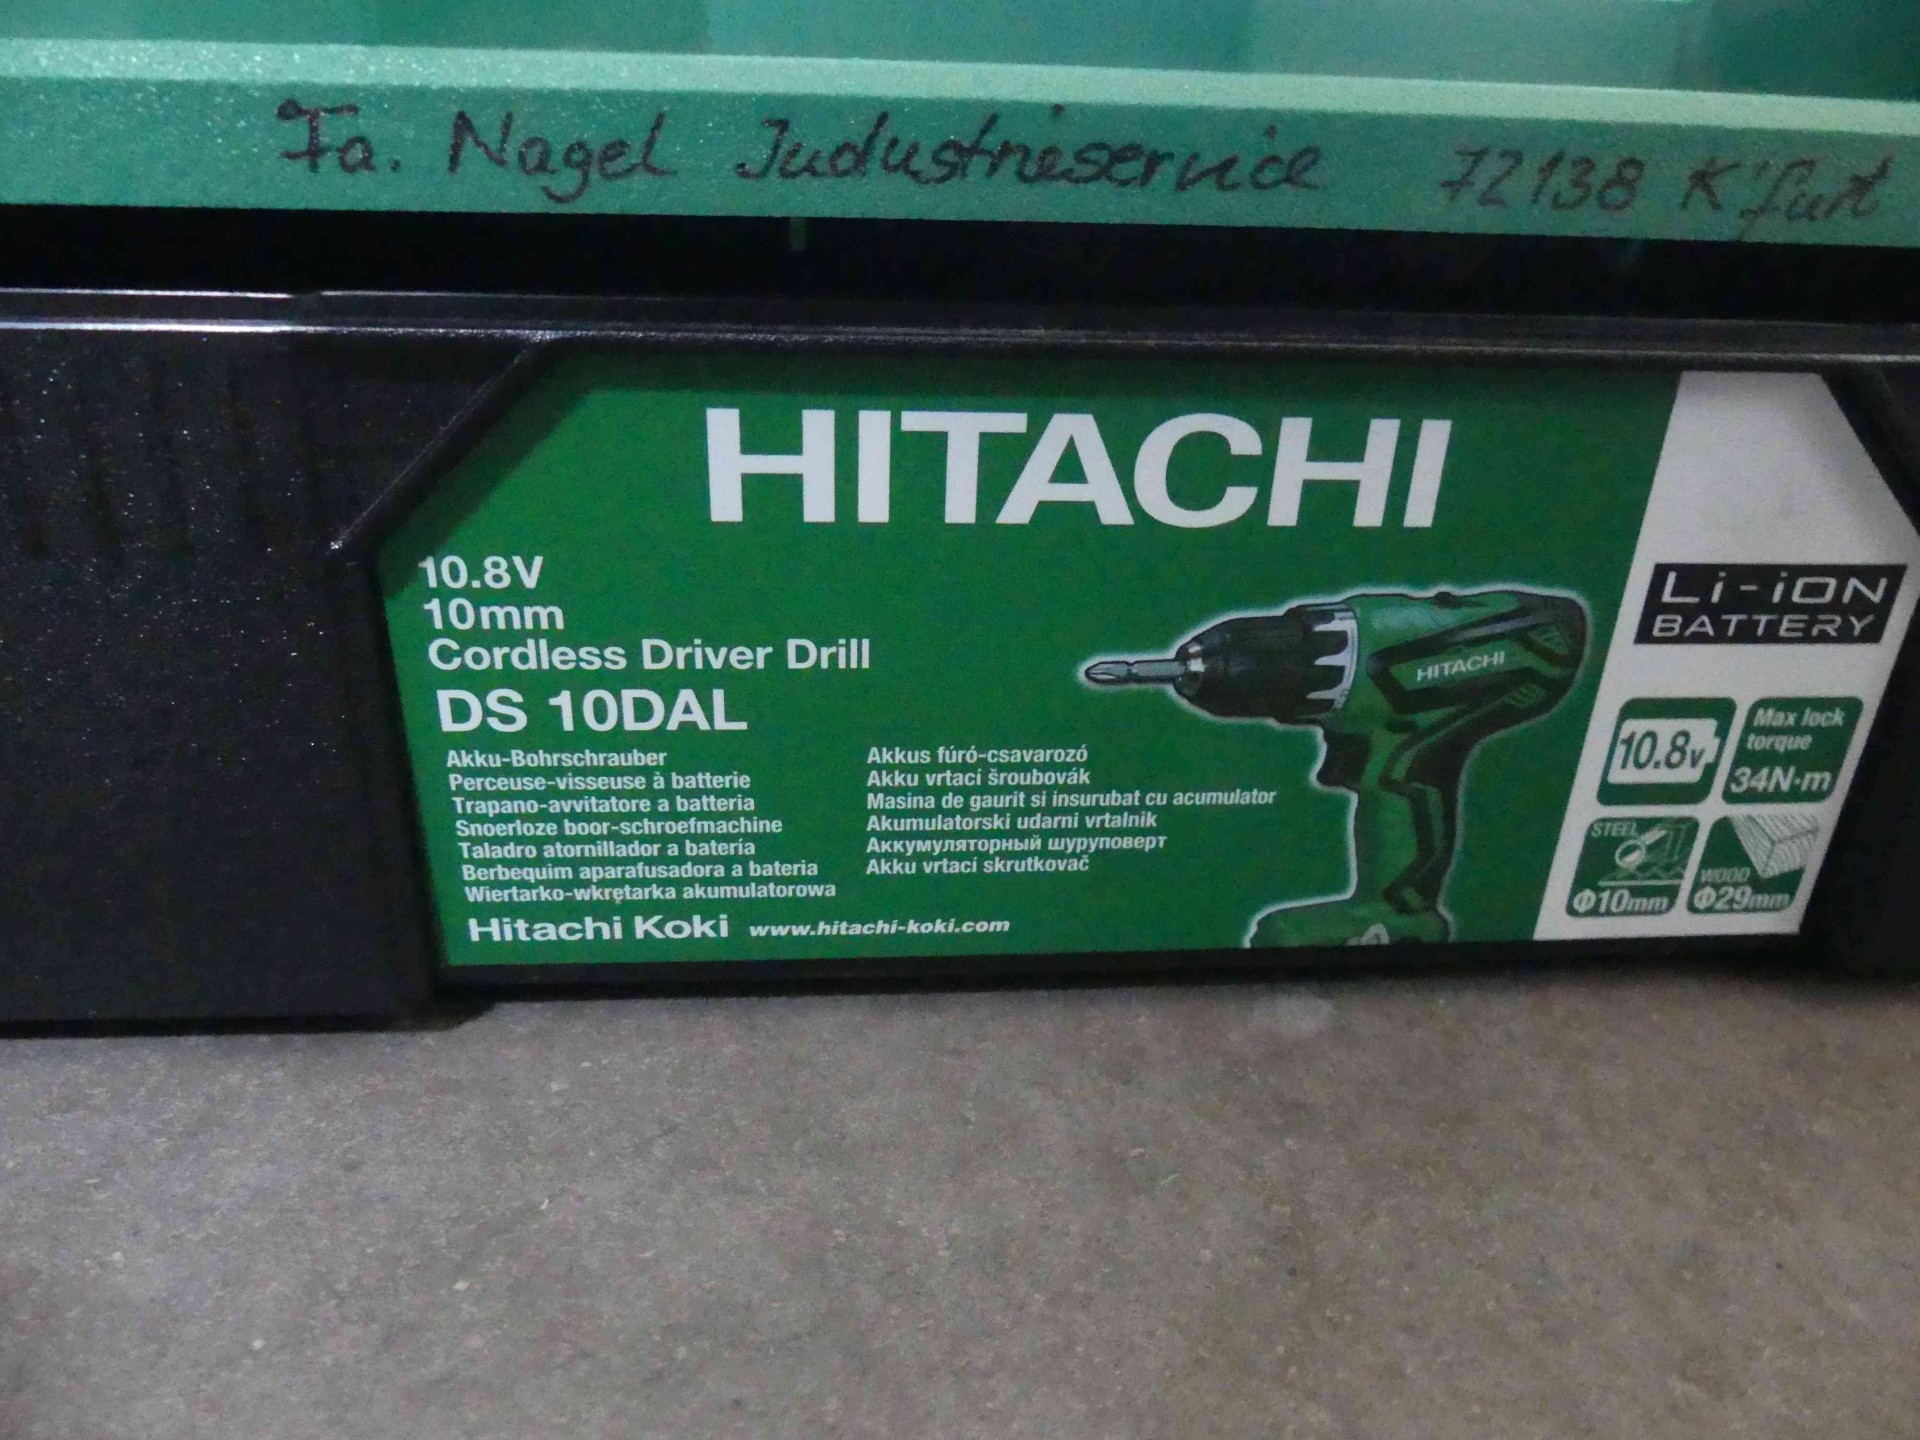 Fa. Nagel Industrieservice 72138 K'furt
HITACHI
10.8V
10mm
Cordless Driver Drill
DS 10DAL
Akku-Bohrschrauber
Perceuse-visseuse à batterie
Trapano-avvitatore a batteria
Snoerloze boor-schroefmachine
Taladro atornillador a batería
Berbequim aparafusadora a bateria
Wiertarko-wkrętarka akumulatorowa
Akkus fúró-csavarozó
Akku vrtací šroubovák
Masina de gaurit si insurubat cu acumulator
Akumulatorski udarni vrtalnik
Аккумуляторный шуруповерт
Akku vrtací skrutkovač
Hitachi Koki www.hitachi-koki.com
HITACHI
Li-iON
BATTERY
10.8V
Max lock
torque
34N·m
STEEL
Φ10mm
WOOD
Φ29mm